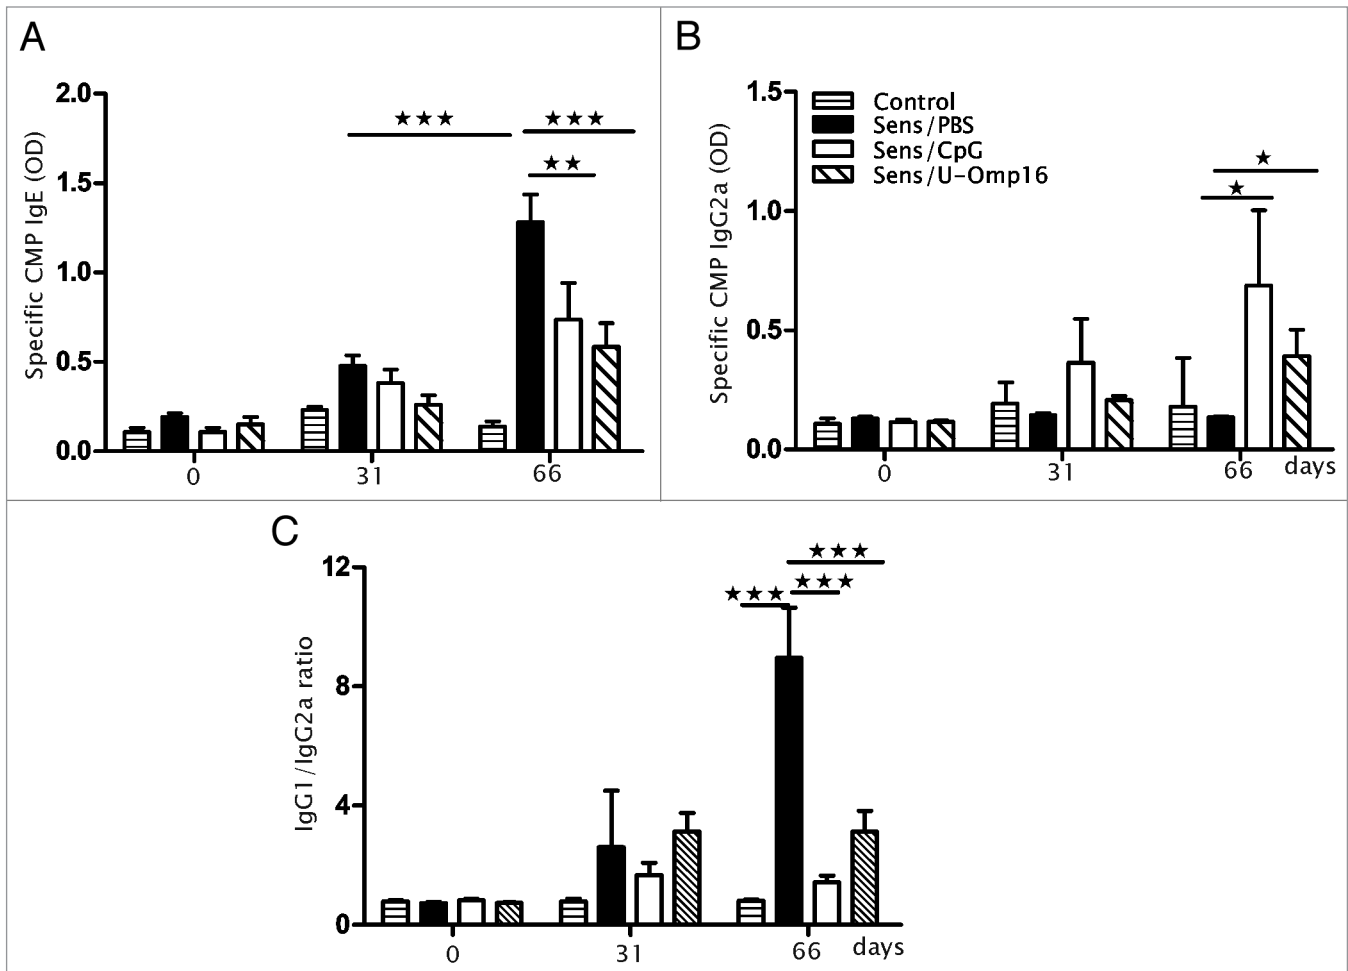 A
Specific CMP IgE (OD)
2.0
1.5
1.0
0.5
0.0
★★★
★★★
★★
0
31
66
B
Specific CMP IgG2a (OD)
1.5
1.0
0.5
0.0
Control
Sens/PBS
Sens/CpG
Sens/U-Omp16
★
★
0
31
66
days
C
IgG1/IgG2a ratio
12
8
4
0
★★★
★★★
★★★
0
31
66
days